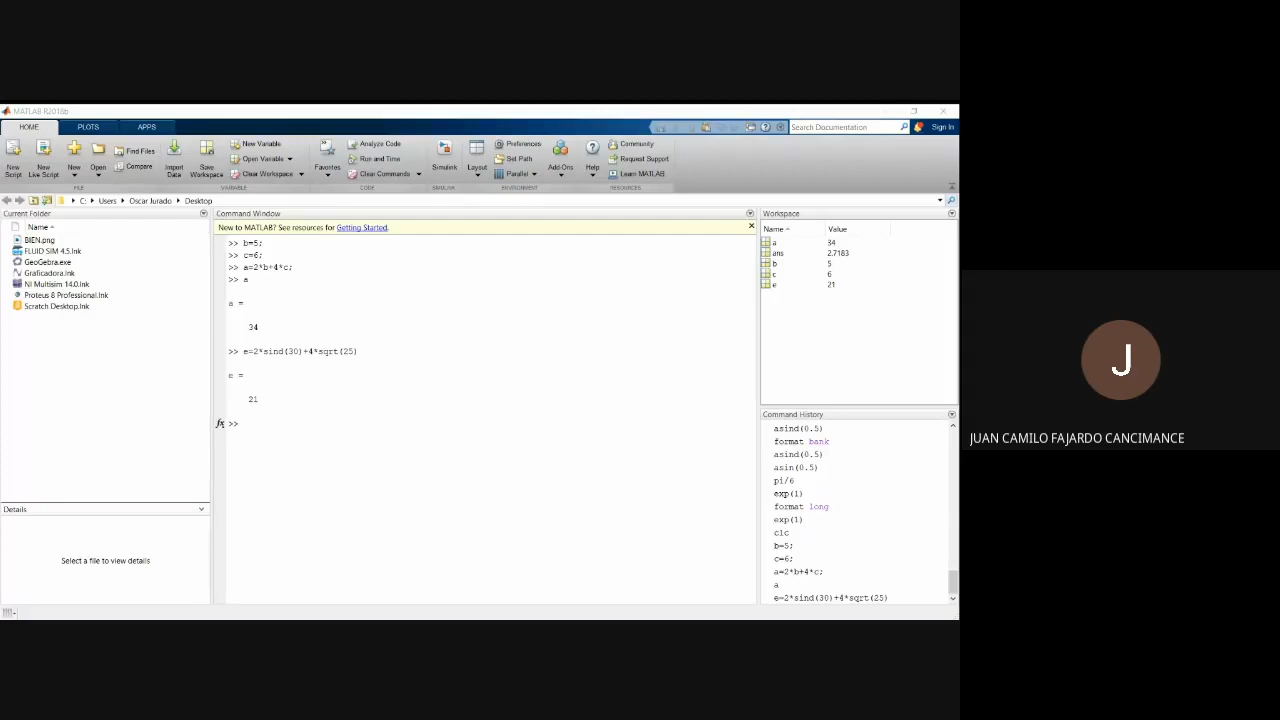 MATLAB R2018b
HOME PLOTS APPS
Search Documentation
Sign In
New Script
New Live Script
New
Open
Find Files
Compare
Import Data
Save Workspace
New Variable
Open Variable
Clear Workspace
Favorites
Analyze Code
Run and Time
Clear Commands
Simulink
Layout
Preferences
Set Path
Parallel
Add-Ons
Help
Community
Request Support
Learn MATLAB
FILE VARIABLE CODE SIMULINK ENVIRONMENT RESOURCES
C: Users Oscar Jurado Desktop
Current Folder
Name
BIEN.png
FLUID SIM 4.5.lnk
GeoGebra.exe
Graficadora.lnk
NI Multisim 14.0.lnk
Proteus 8 Professional.lnk
Scratch Desktop.lnk
Details
Select a file to view details
Command Window
New to MATLAB? See resources for Getting Started.
>> b=5;
>> c=6;
>> a=2*b+4*c;
>> a
a =
34
>> e=2*sind(30)+4*sqrt(25)
e =
21
fx >>
Workspace
Name Value
a 34
ans 2.7183
b 5
c 6
e 21
Command History
asind(0.5)
format bank
asind(0.5)
asin(0.5)
pi/6
exp(1)
format long
exp(1)
clc
b=5;
c=6;
a=2*b+4*c;
a
e=2*sind(30)+4*sqrt(25)
J
JUAN CAMILO FAJARDO CANCIMANCE